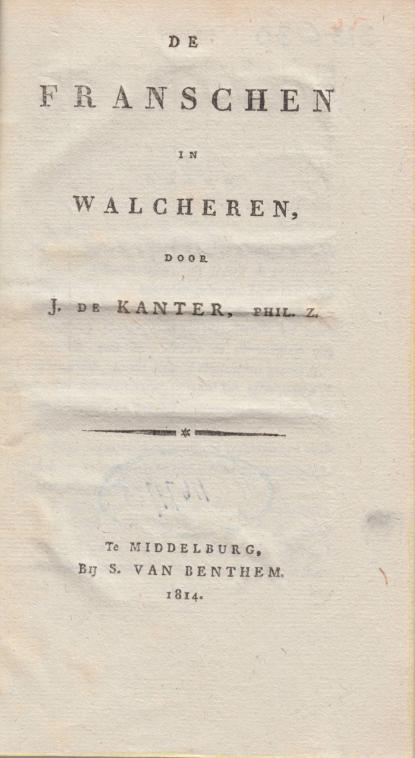 DE
FRANSCHEN
IN
WALCHEREN,
DOOR
J. DE KANTER, PHIL. Z.
Te MIDDELBURG,
Bij S. VAN BENTHEM.
1814.